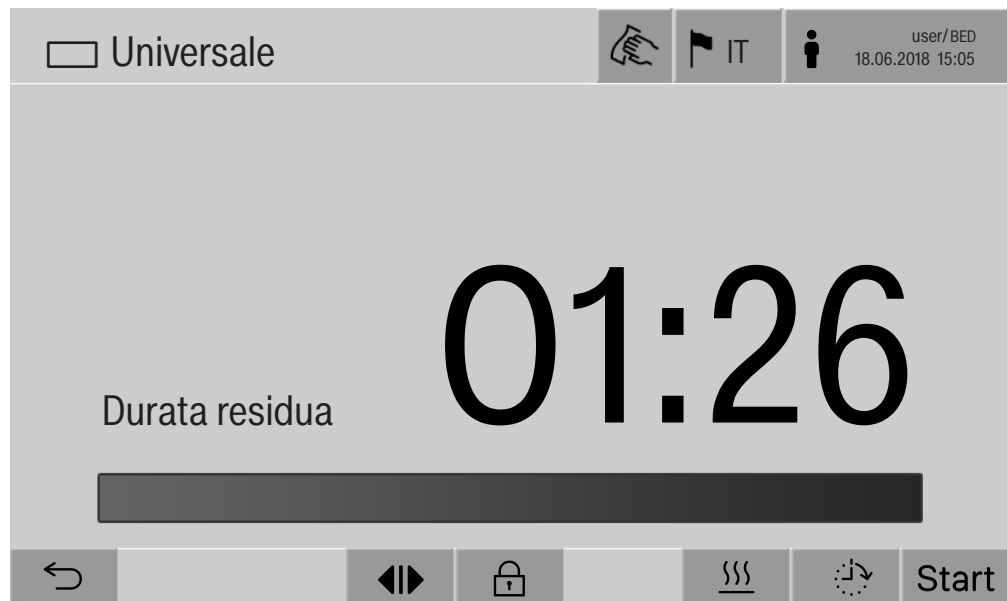 Universale
IT
user/BED
18.06.2018 15:05
01:26
Durata residua
Start